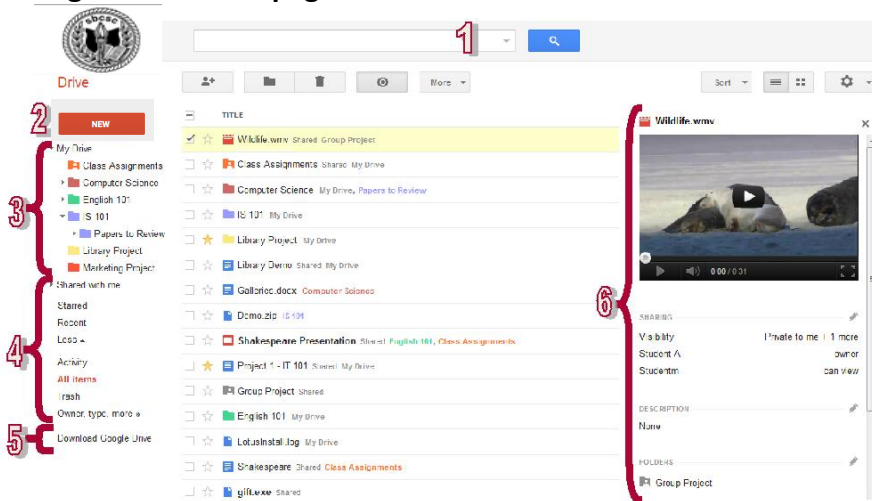 sbcsc
1
Drive
More
Sort
2
NEW
TITLE
Wildlife.wmv
My Drive
Wildlife.wmv Shared Group Project
Class Assignments
Class Assignments Shared My Drive
Computer Science
Computer Science My Drive, Papers to Review
English 101
3
IS 101
IS 101 My Drive
Papers to Review
Library Project
Library Project My Drive
Marketing Project
Library Demo Shared My Drive
0:00 / 0:31
Shared with me
Galleries.docx Computer Science
6
Starred
Recent
Demo.zip IS 101
SHARING
Less
Shakespeare Presentation Shared English 101, Class Assignments
Visibility Private to me + 1 more
4
Activity
Project 1 - IT 101 Shared My Drive
Student A owner
All items
Studentm can view
Trash
Group Project Shared
Owner, type, more »
English 101 My Drive
DESCRIPTION
None
5
Download Google Drive
LotusInstall.log My Drive
Shakespeare Shared Class Assignments
FOLDERS
Group Project
gift.exe Shared